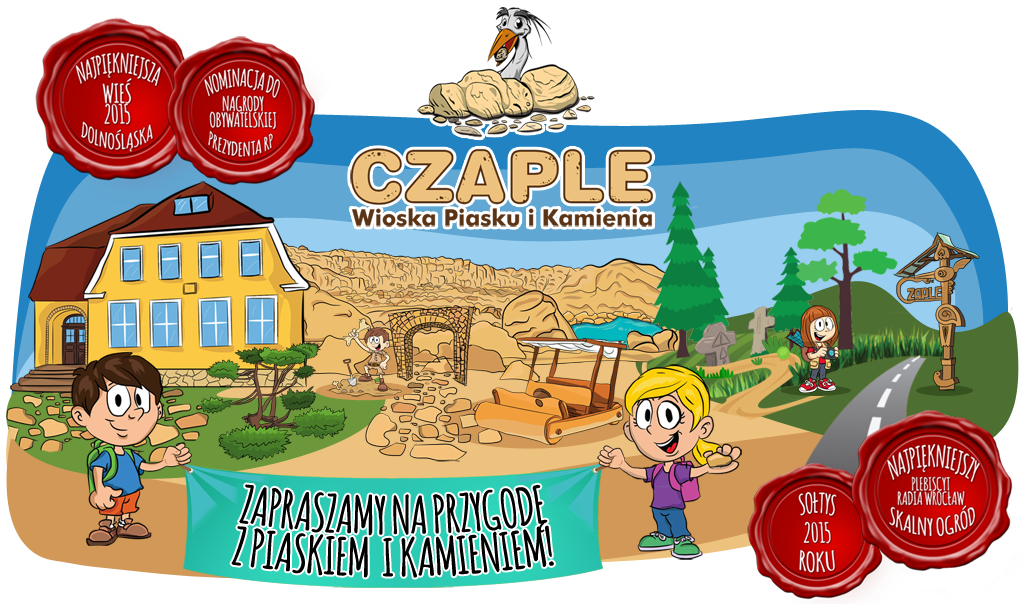 NAJPIĘKNIEJSZA
WIEŚ
2015
DOLNOŚLĄSKA
NOMINACJA DO
NAGRODY
OBYWATELSKIEJ
PREZYDENTA RP
CZAPLE
Wioska Piasku i Kamienia
CZAPLE
ZAPRASZAMY NA PRZYGODĘ
Z PIASKIEM I KAMIENIEM!
SOŁTYS
2015
ROKU
NAJPIĘKNIEJSZY
PLEBISCYT
RADIA WROCŁAW
SKALNY OGRÓD